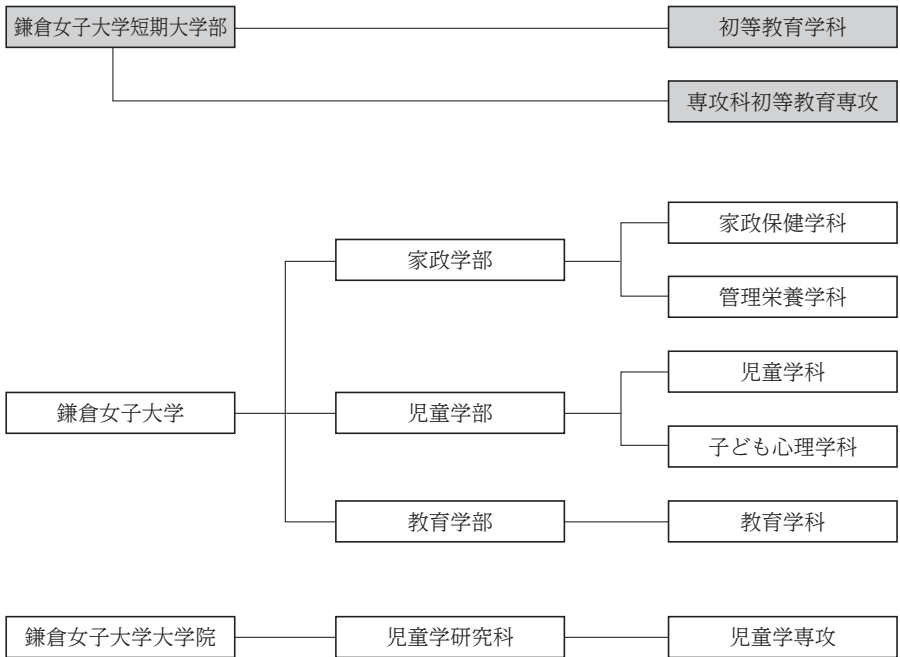 鎌倉女子大学短期大学部
初等教育学科
専攻科初等教育専攻
鎌倉女子大学
家政学部
家政保健学科
管理栄養学科
児童学部
児童学科
子ども心理学科
教育学部
教育学科
鎌倉女子大学大学院
児童学研究科
児童学専攻